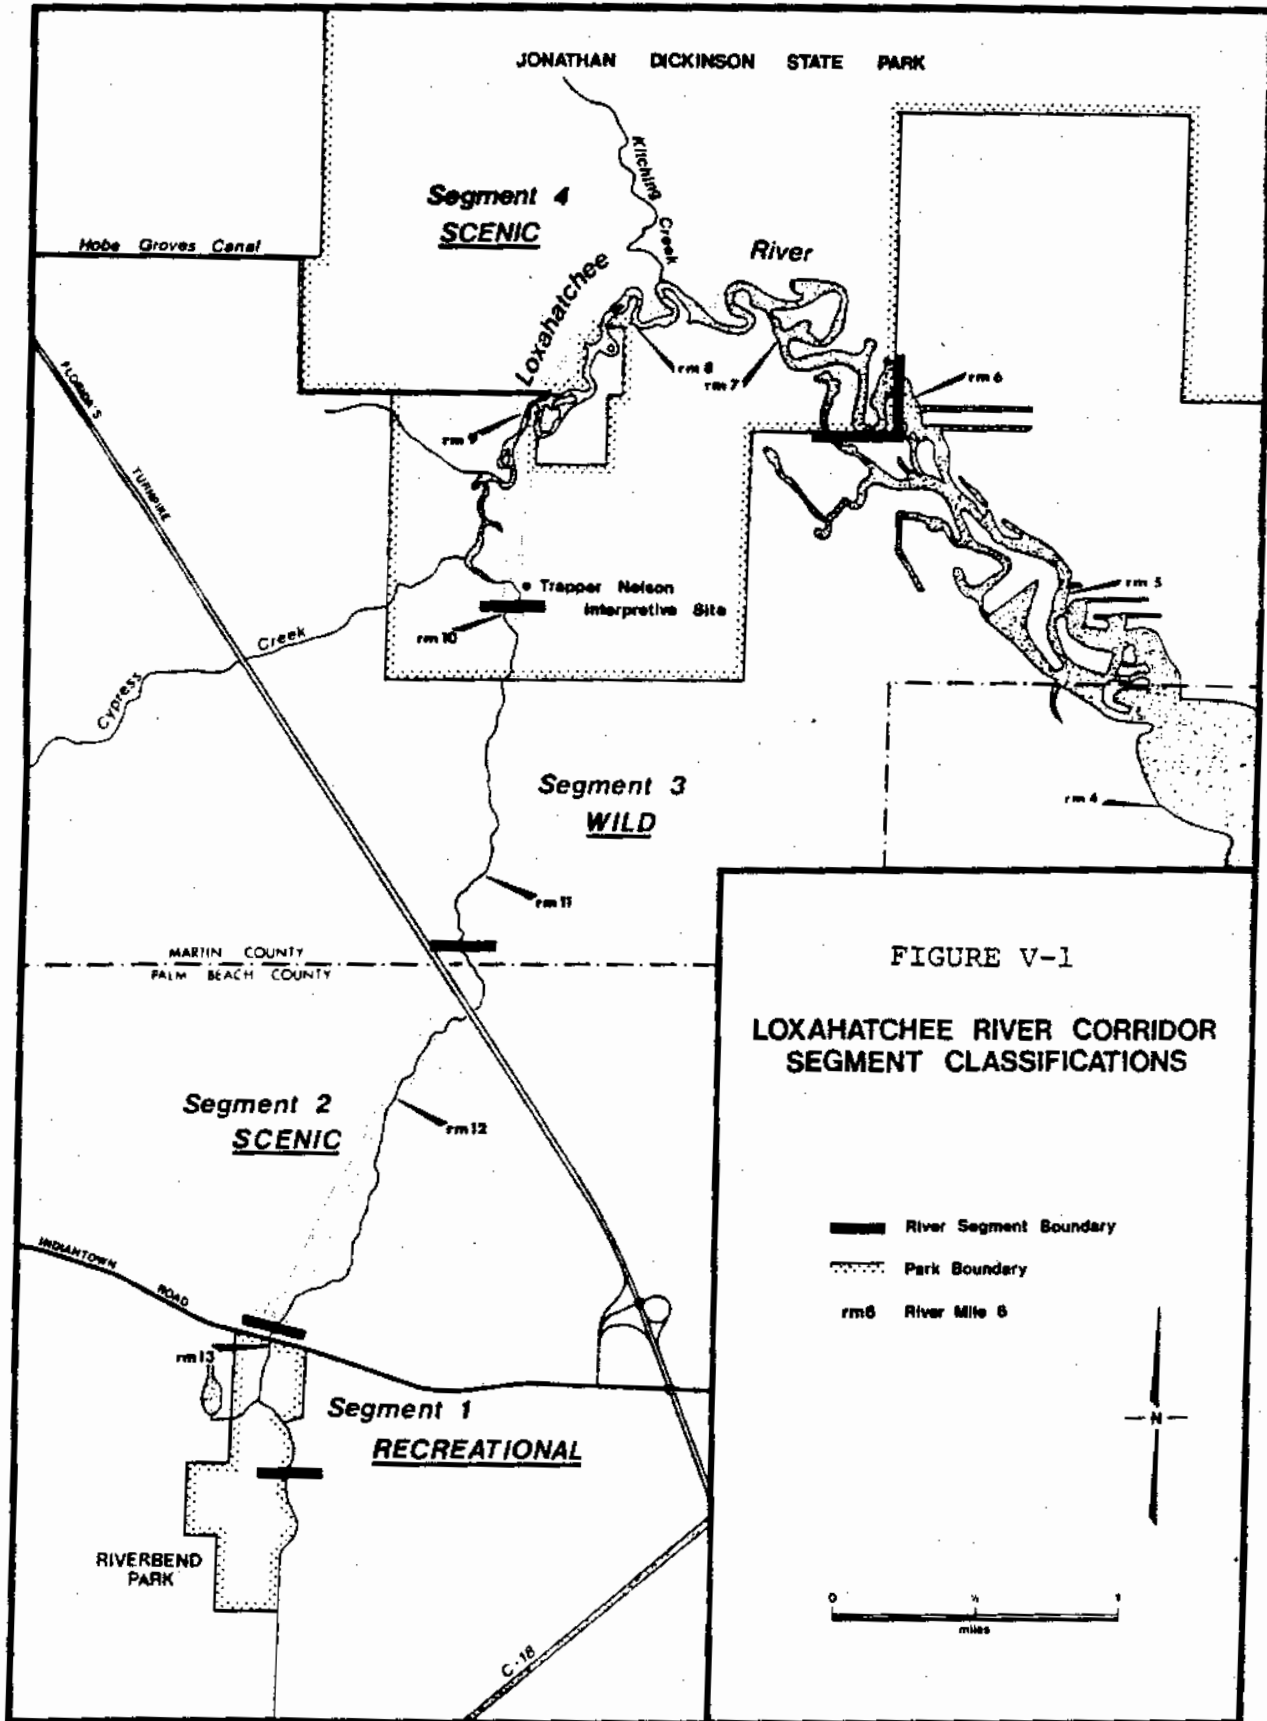 JONATHAN DICKINSON STATE PARK
Kitching Creek
Segment 4
SCENIC
Hobe Groves Canal
River
Loxahatchee
rm 8
rm 7
rm 6
FLORIDA'S TURNPIKE
rm 9
Trapper Nelson
Interpretive Site
rm 5
rm 10
Cypress Creek
Segment 3
WILD
rm 4
rm 11
MARTIN COUNTY
PALM BEACH COUNTY
FIGURE V-1
LOXAHATCHEE RIVER CORRIDOR
SEGMENT CLASSIFICATIONS
Segment 2
SCENIC
rm 12
River Segment Boundary
INDIANTOWN ROAD
Park Boundary
rm6 River Mile 6
rm 13
Segment 1
RECREATIONAL
N
RIVERBEND
PARK
0 ½ 1
miles
C-18